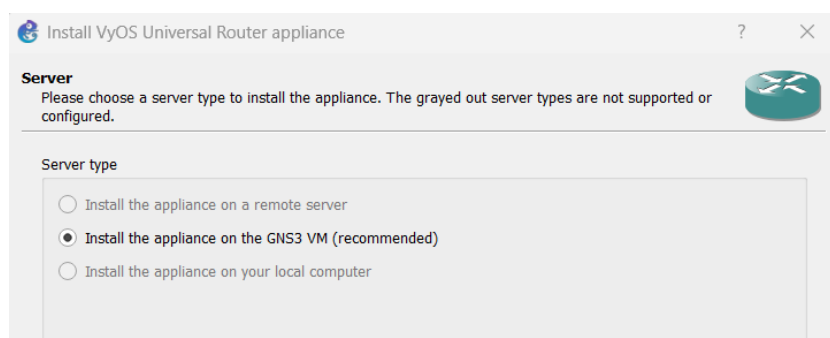 Install VyOS Universal Router appliance
?
Server
Please choose a server type to install the appliance. The grayed out server types are not supported or
configured.
Server type
Install the appliance on a remote server
Install the appliance on the GNS3 VM (recommended)
Install the appliance on your local computer